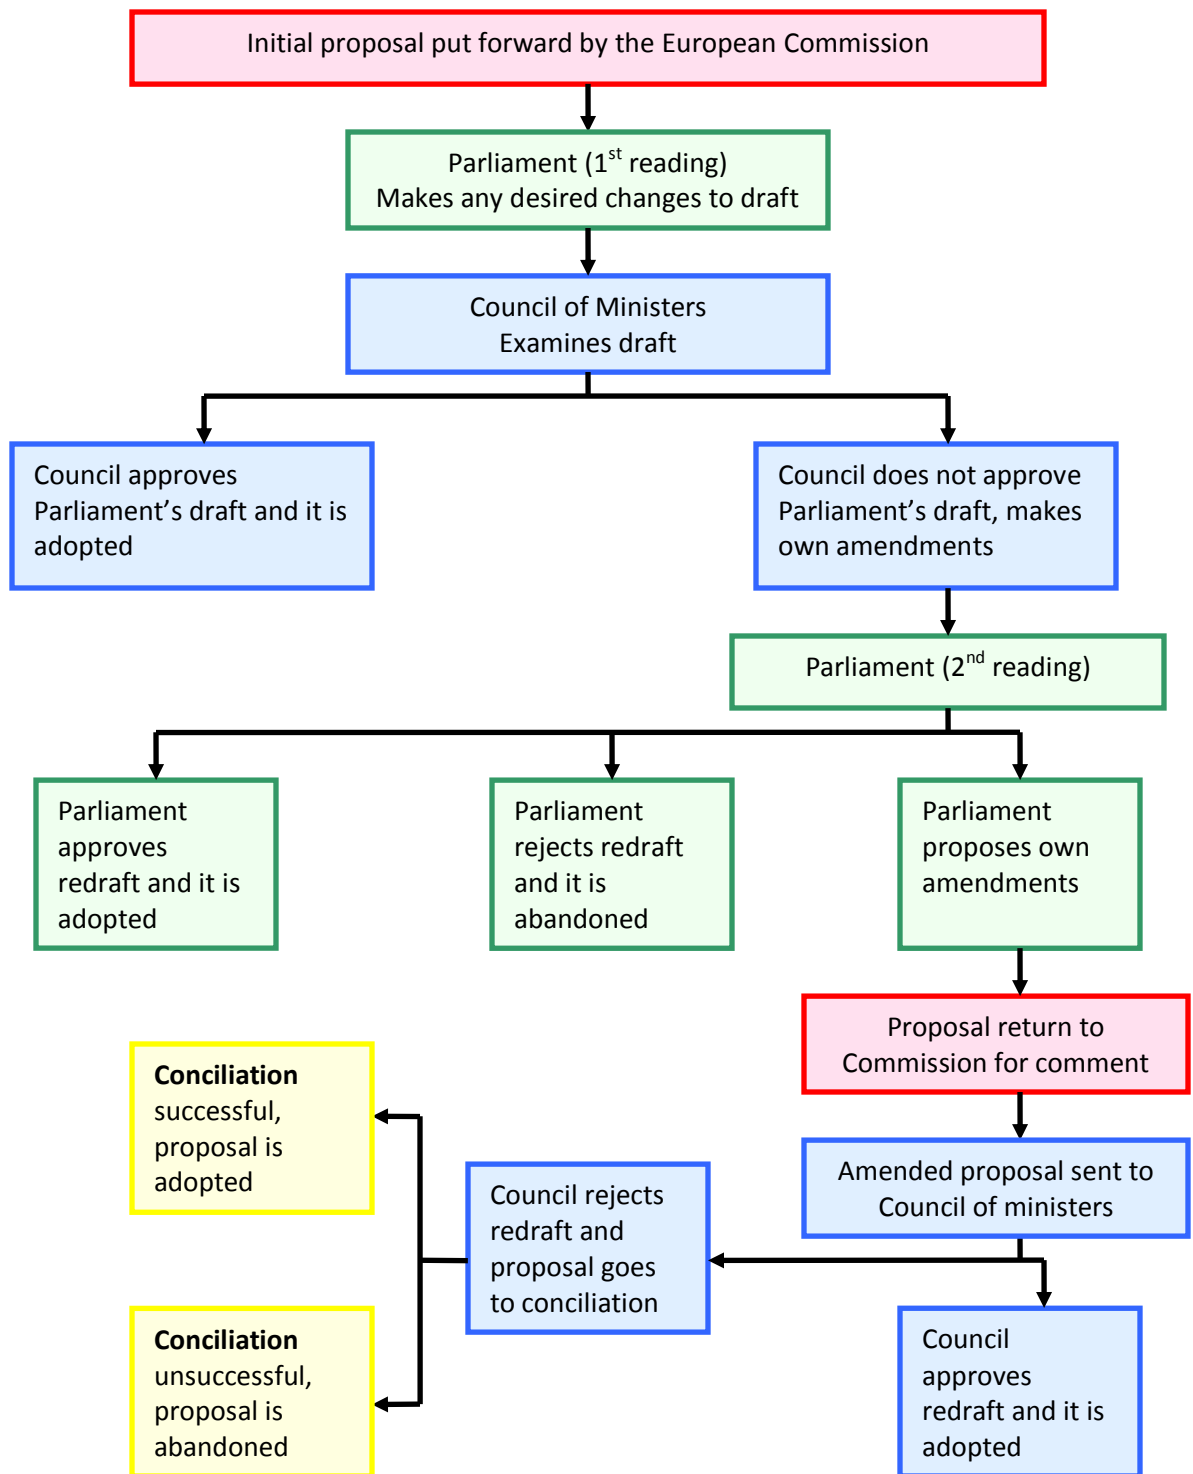 Initial proposal put forward by the European Commission
Parliament (1st reading)
Makes any desired changes to draft
Council of Ministers
Examines draft
Council approves
Parliament’s draft and it is
adopted
Council does not approve
Parliament’s draft, makes
own amendments
Parliament (2nd reading)
Parliament
approves
redraft and it is
adopted
Parliament
rejects redraft
and it is
abandoned
Parliament
proposes own
amendments
Proposal return to
Commission for comment
Conciliation
successful,
proposal is
adopted
Amended proposal sent to
Council of ministers
Council rejects
redraft and
proposal goes
to conciliation
Conciliation
unsuccessful,
proposal is
abandoned
Council
approves
redraft and it is
adopted